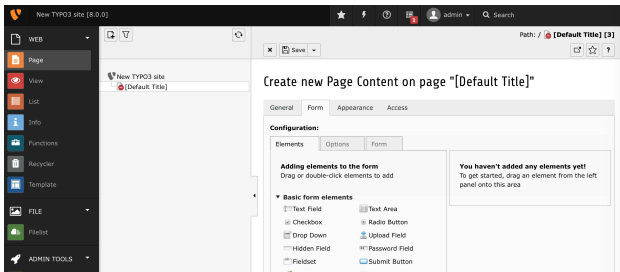 New TYPO3 site [8.0.0]
1
admin
Search
WEB
Page
View
List
Info
Functions
Recycler
Template
FILE
Filelist
ADMIN TOOLS
New TYPO3 site
[Default Title]
Path: / [Default Title] [3]
Save
?
Create new Page Content on page "[Default Title]"
General Form Appearance Access
Configuration:
Elements Options Form
Adding elements to the form
Drag or double-click elements to add
You haven't added any elements yet!
To get started, drag an element from the left
panel onto this area
Basic form elements
Text Field Text Area
Checkbox Radio Button
Drop Down Upload Field
Hidden Field Password Field
Fieldset Submit Button